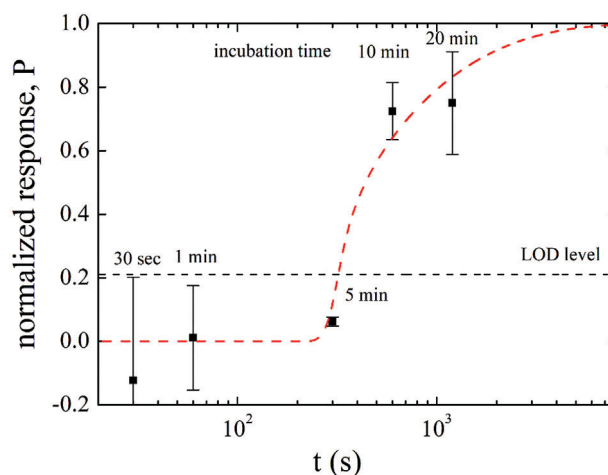 normalized response, P
1.0
0.8
0.6
0.4
0.2
0.0
-0.2
incubation time
10 min
20 min
30 sec
1 min
5 min
LOD level
10²
10³
t (s)